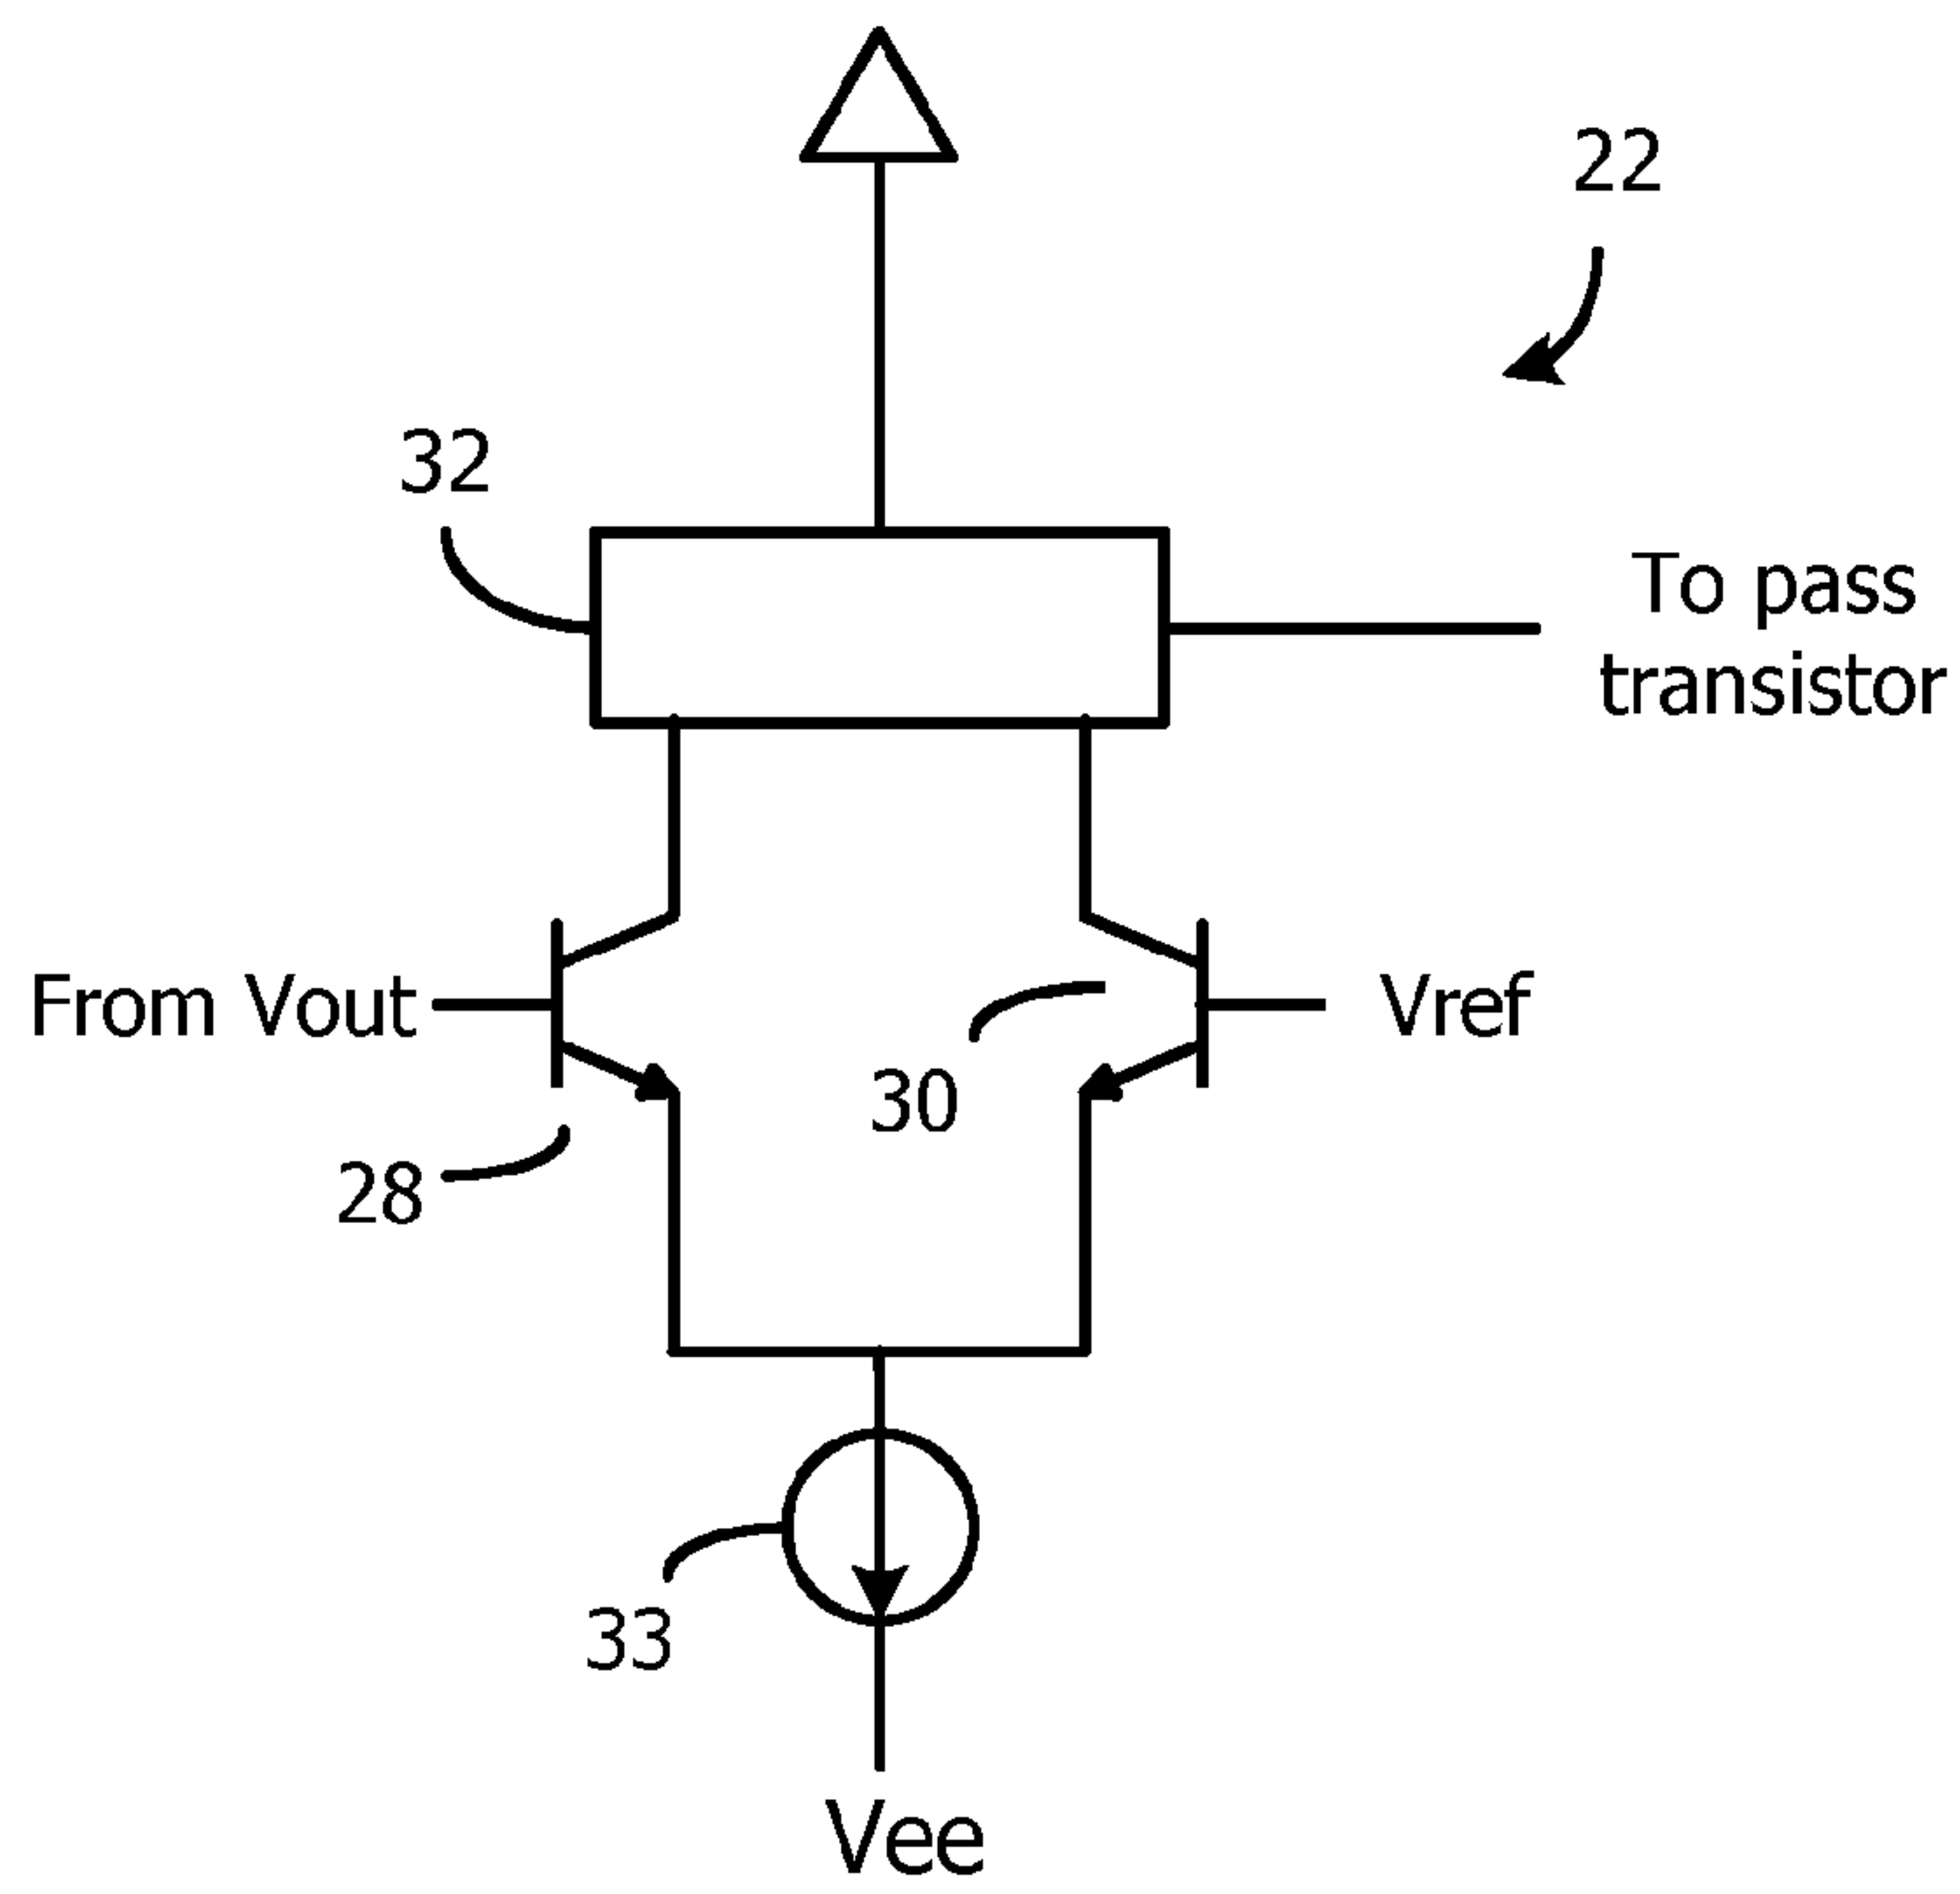 22
32
To pass
transistor
From Vout
Vref
30
28
33
Vee